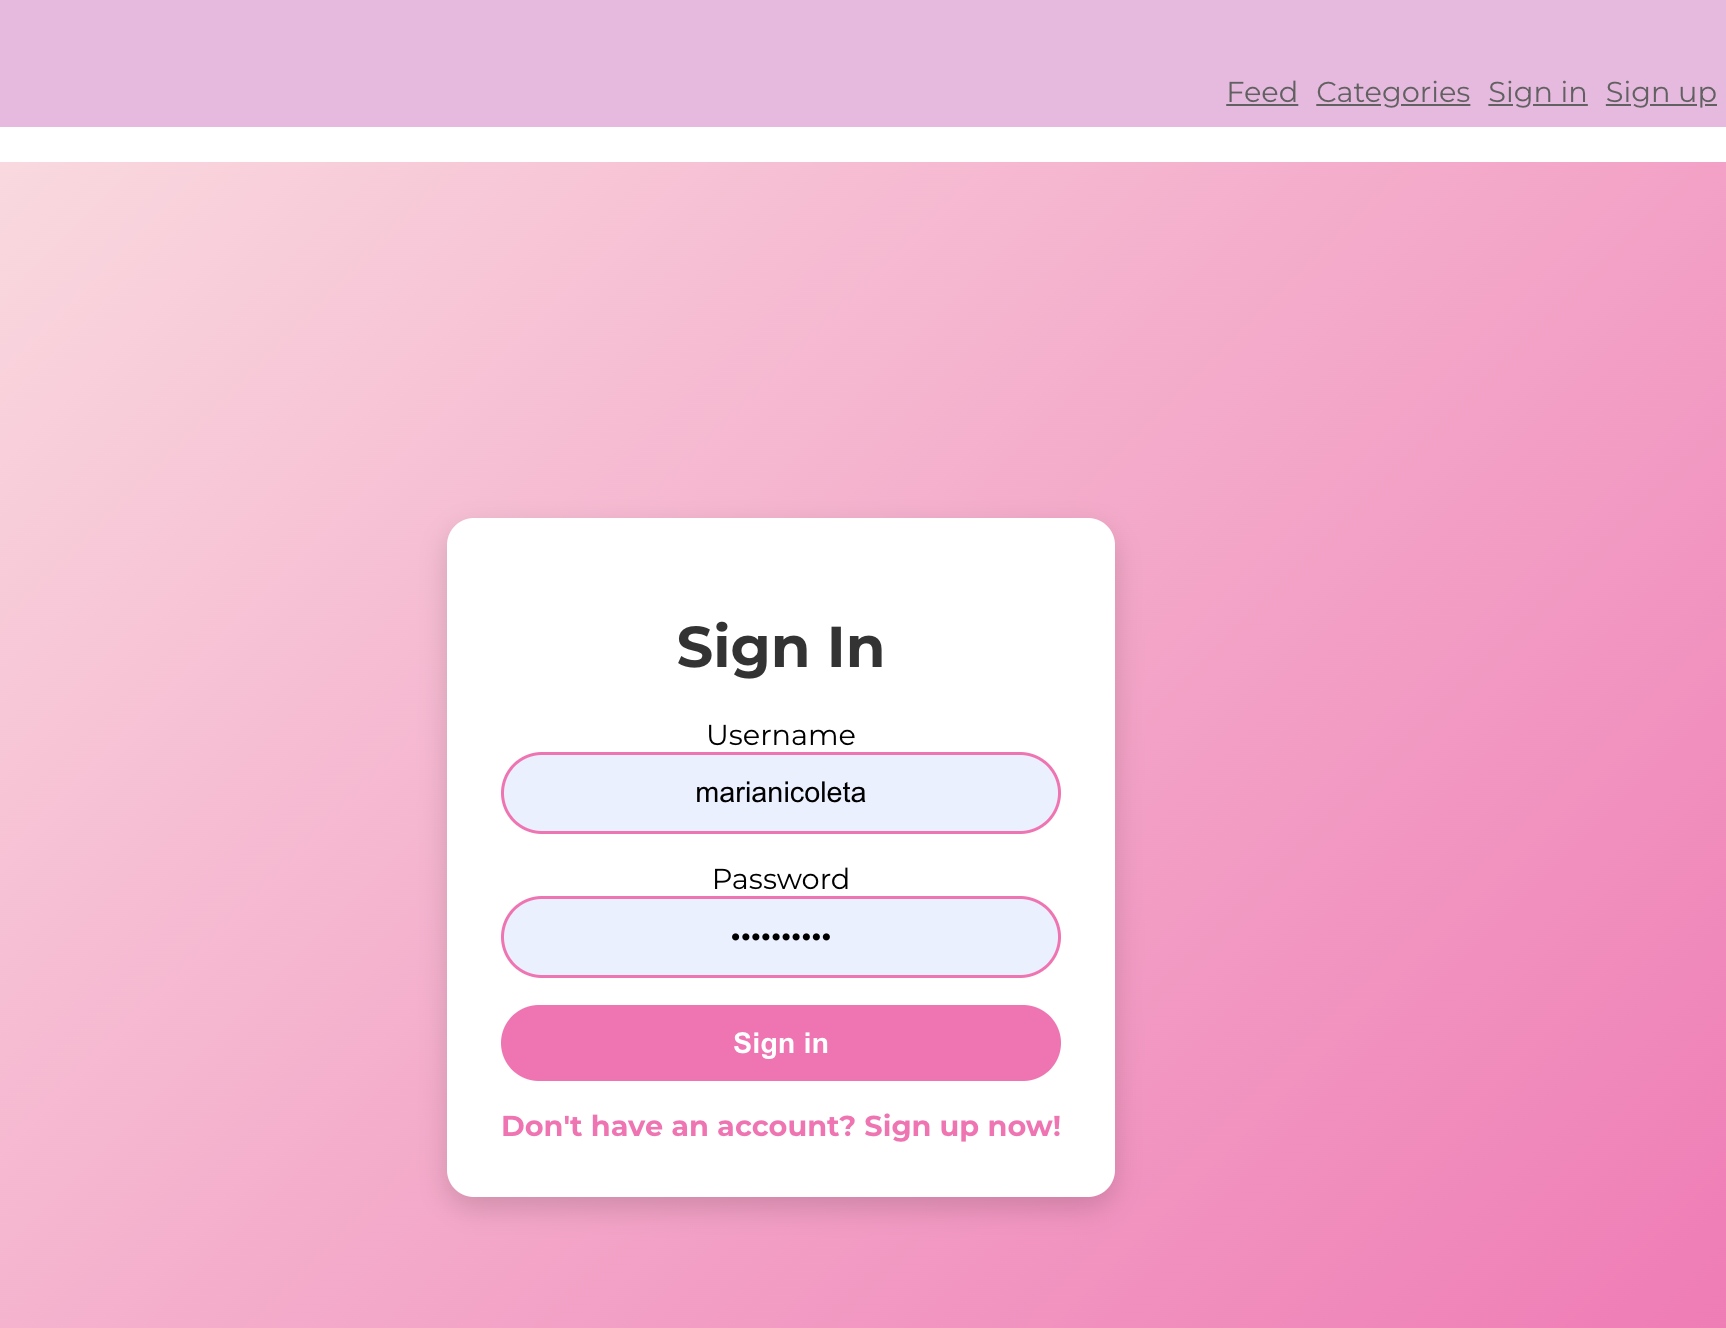 Feed Categories Sign in Sign up
Sign In
Username
marianicoleta
Password
••••••••••
Sign in
Don't have an account? Sign up now!